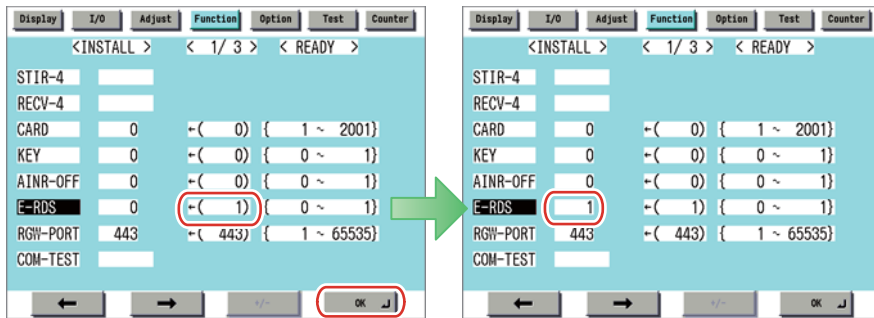 Display I/O Adjust Function Option Test Counter
<INSTALL > < 1/ 3 > < READY >
STIR-4
RECV-4
CARD 0 ←( 0) { 1 ~ 2001}
KEY 0 ←( 0) { 0 ~ 1}
AINR-OFF 0 ←( 0) { 0 ~ 1}
E-RDS 0 ←( 1) { 0 ~ 1}
RGW-PORT 443 ←( 443) { 1 ~ 65535}
COM-TEST
← → +/- OK ↵
Display I/O Adjust Function Option Test Counter
<INSTALL > < 1/ 3 > < READY >
STIR-4
RECV-4
CARD 0 ←( 0) { 1 ~ 2001}
KEY 0 ←( 0) { 0 ~ 1}
AINR-OFF 0 ←( 0) { 0 ~ 1}
E-RDS 1 ←( 1) { 0 ~ 1}
RGW-PORT 443 ←( 443) { 1 ~ 65535}
COM-TEST
← → +/- OK ↵